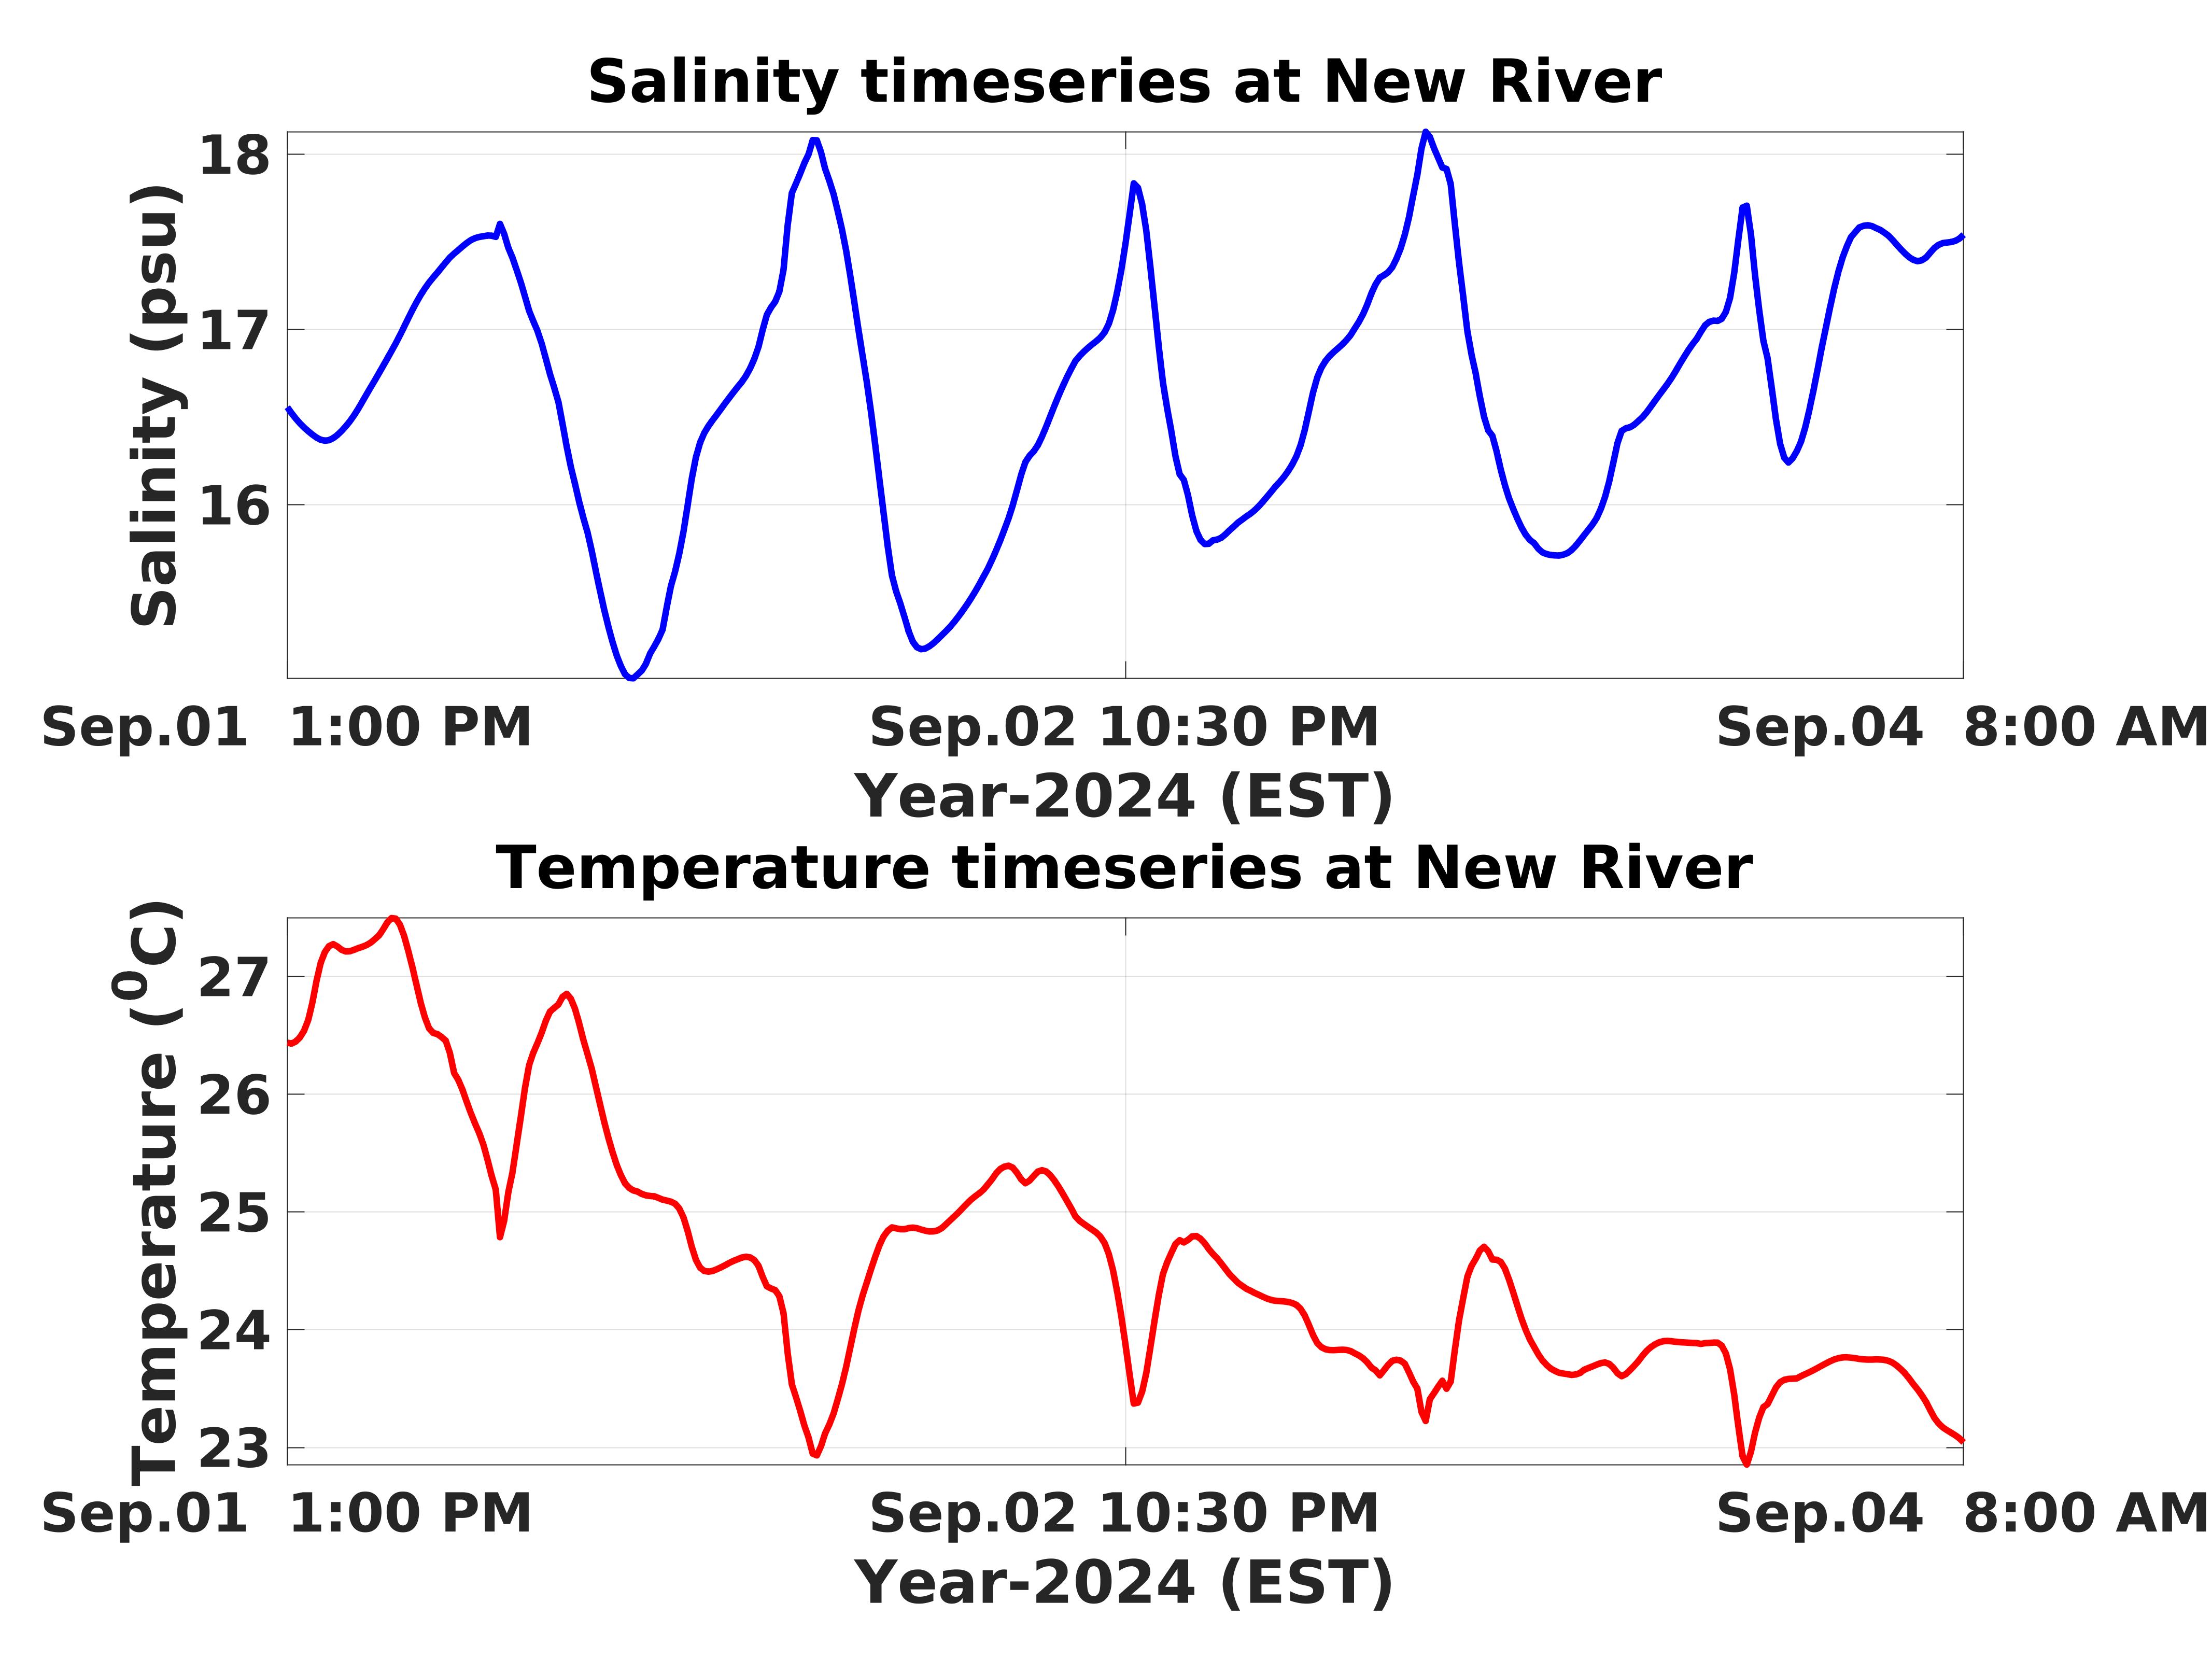 Salinity timeseries at New River
Salinity (psu)
18
17
16
Sep.01  1:00 PM
Sep.02 10:30 PM
Sep.04  8:00 AM
Year-2024 (EST)
Temperature timeseries at New River
Temperature (⁰C)
27
26
25
24
23
Sep.01  1:00 PM
Sep.02 10:30 PM
Sep.04  8:00 AM
Year-2024 (EST)